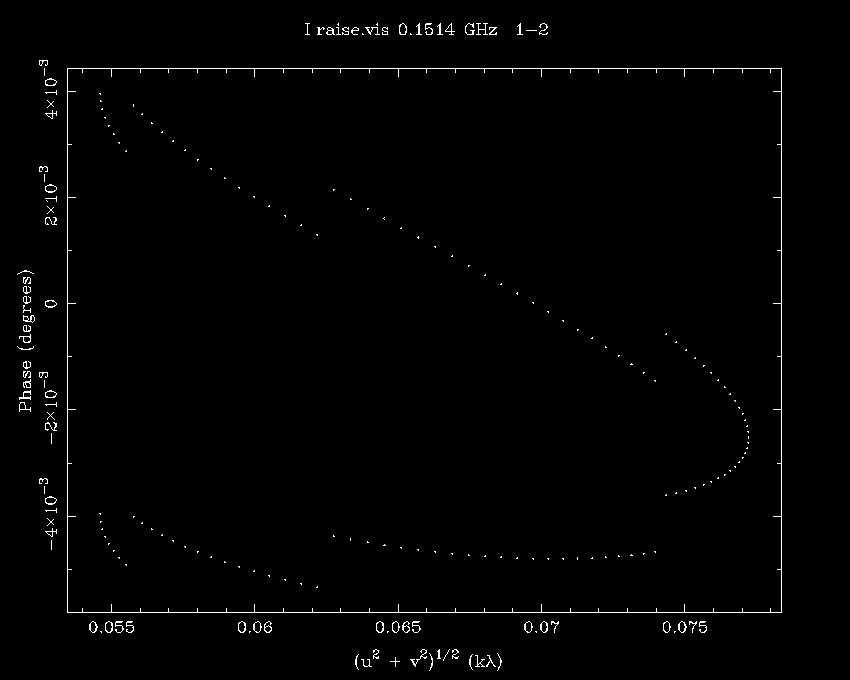 I raise.vis 0.1514 GHz 1−2
4×10⁻³
2×10⁻³
0
−2×10⁻³
−4×10⁻³
Phase (degrees)
0.055 0.06 0.065 0.07 0.075
(u² + v²)¹/² (kλ)